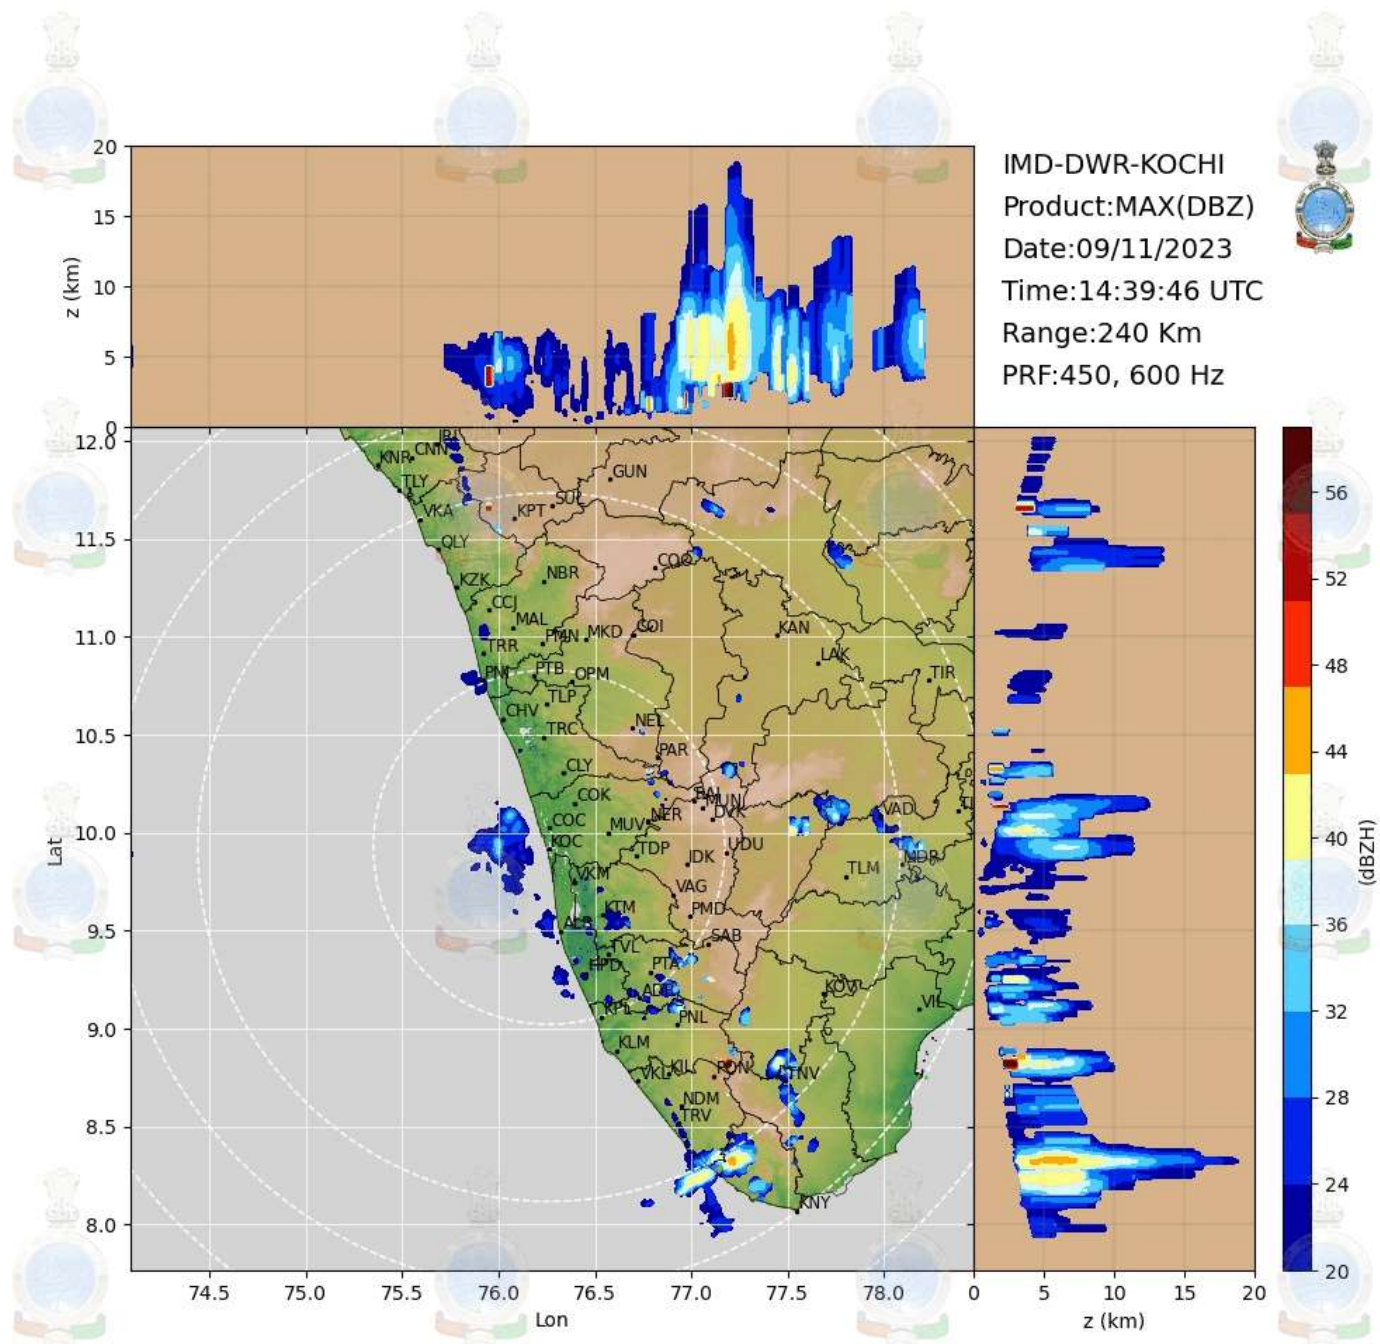 IMD-DWR-KOCHI
Product:MAX(DBZ)
Date:09/11/2023
Time:14:39:46 UTC
Range:240 Km
PRF:450, 600 Hz
20
15
10
5
0
z (km)
12.0
11.5
11.0
10.5
10.0
9.5
9.0
8.5
8.0
Lat
CNN
KNR
GUN
TLY
SUL
KPT
VKA
QLY
COO
NBR
KZK
CCJ
MAL
MKD
COI
KAN
TRR
LAK
PNI
PTB
OPM
TIR
TLP
CHV
NEL
TRC
PAR
CLY
COK
MUN
DVK
VAD
COC
MUV
NER
KOC
TDP
UDU
IDK
TLM
MDR
VKM
VAG
KTM
PMD
ALP
SAB
TVL
PTA
HPD
ADR
KOV
VIL
KPL
PNL
KLM
KIL
PON
VKL
TNV
NDM
TRV
KNY
74.5
75.0
75.5
76.0
76.5
77.0
77.5
78.0
Lon
0
5
10
15
20
z (km)
56
52
48
44
40
36
32
28
24
20
(dBZH)